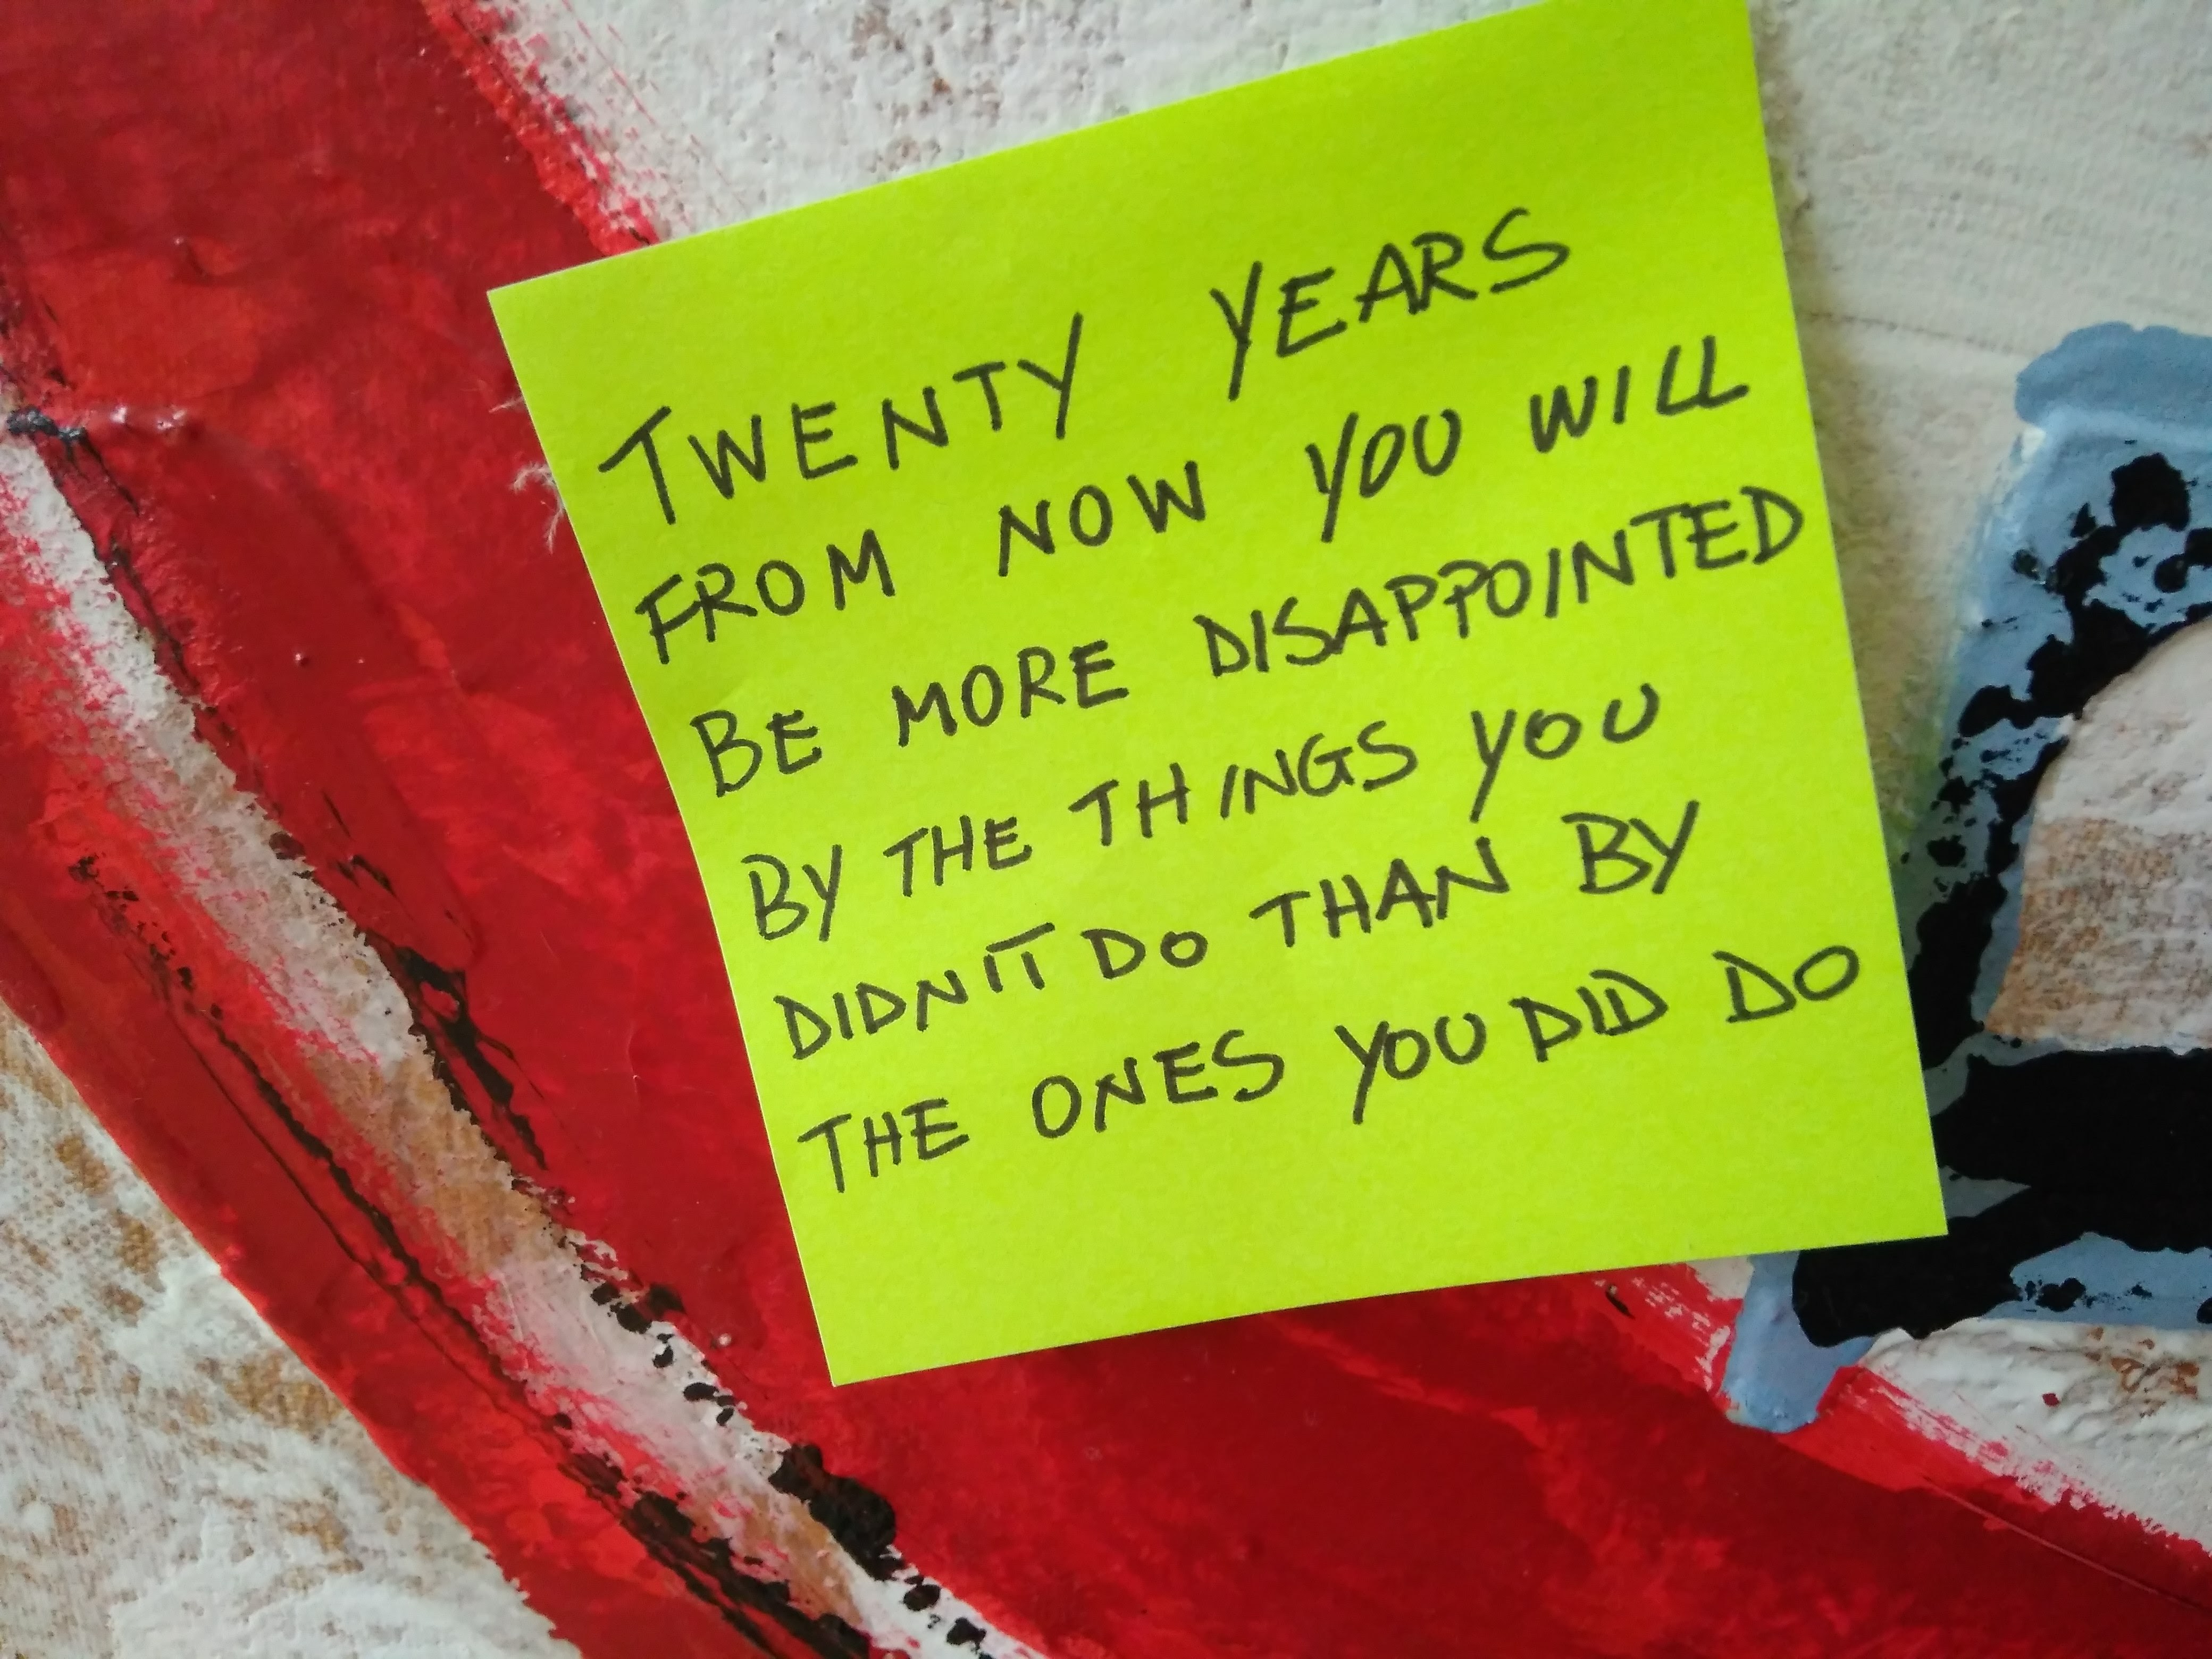 TWENTY YEARS
FROM NOW YOU WILL
BE MORE DISAPPOINTED
BY THE THINGS YOU
DIDN'T DO THAN BY
THE ONES YOU DID DO